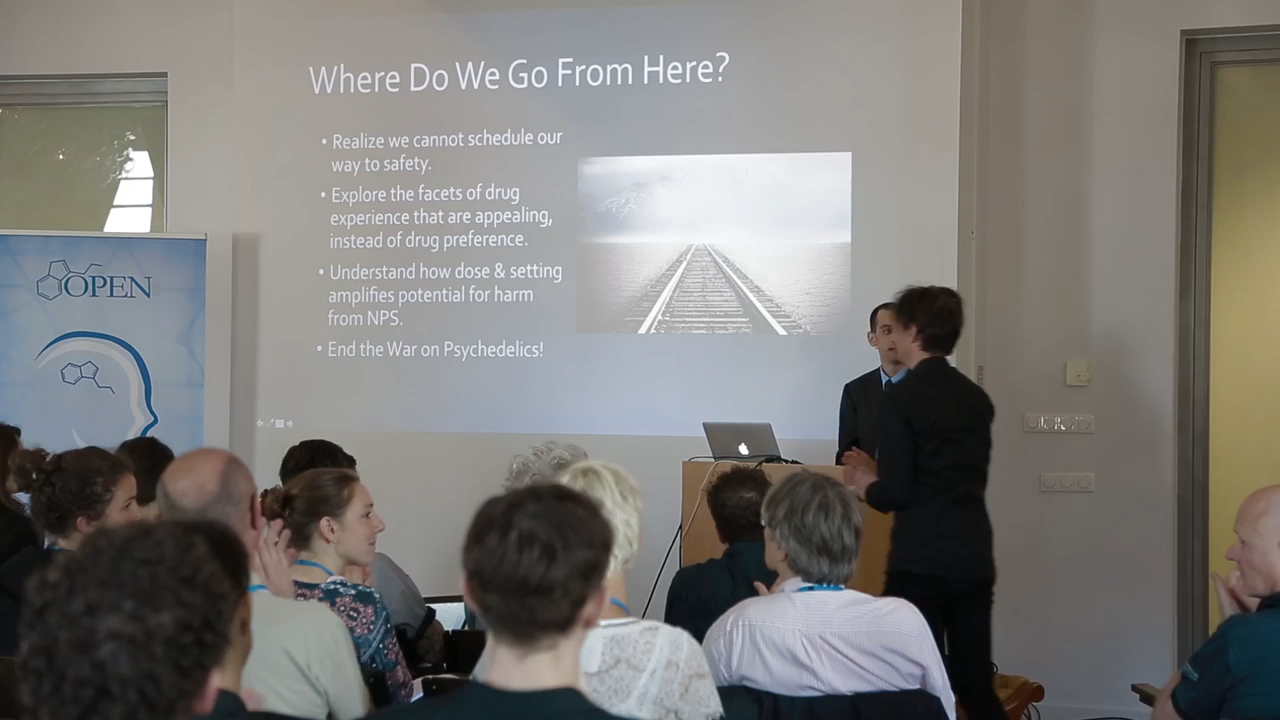 Where Do We Go From Here?
• Realize we cannot schedule our
way to safety.
• Explore the facets of drug
experience that are appealing,
instead of drug preference.
• Understand how dose & setting
amplifies potential for harm
from NPS.
• End the War on Psychedelics!
OPEN